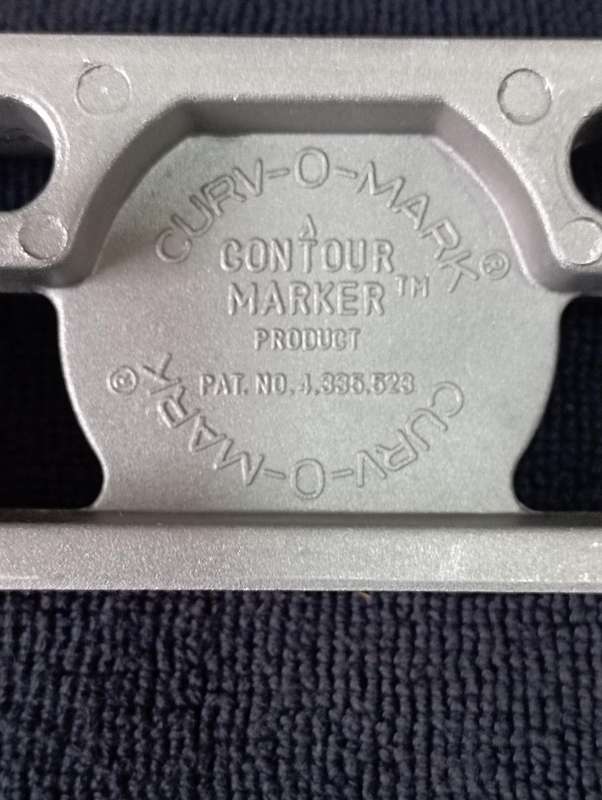 CURV-O-MARK®
A
CONTOUR
MARKER™
PRODUCT
PAT. NO. 4,335,523
CURV-O-MARK®